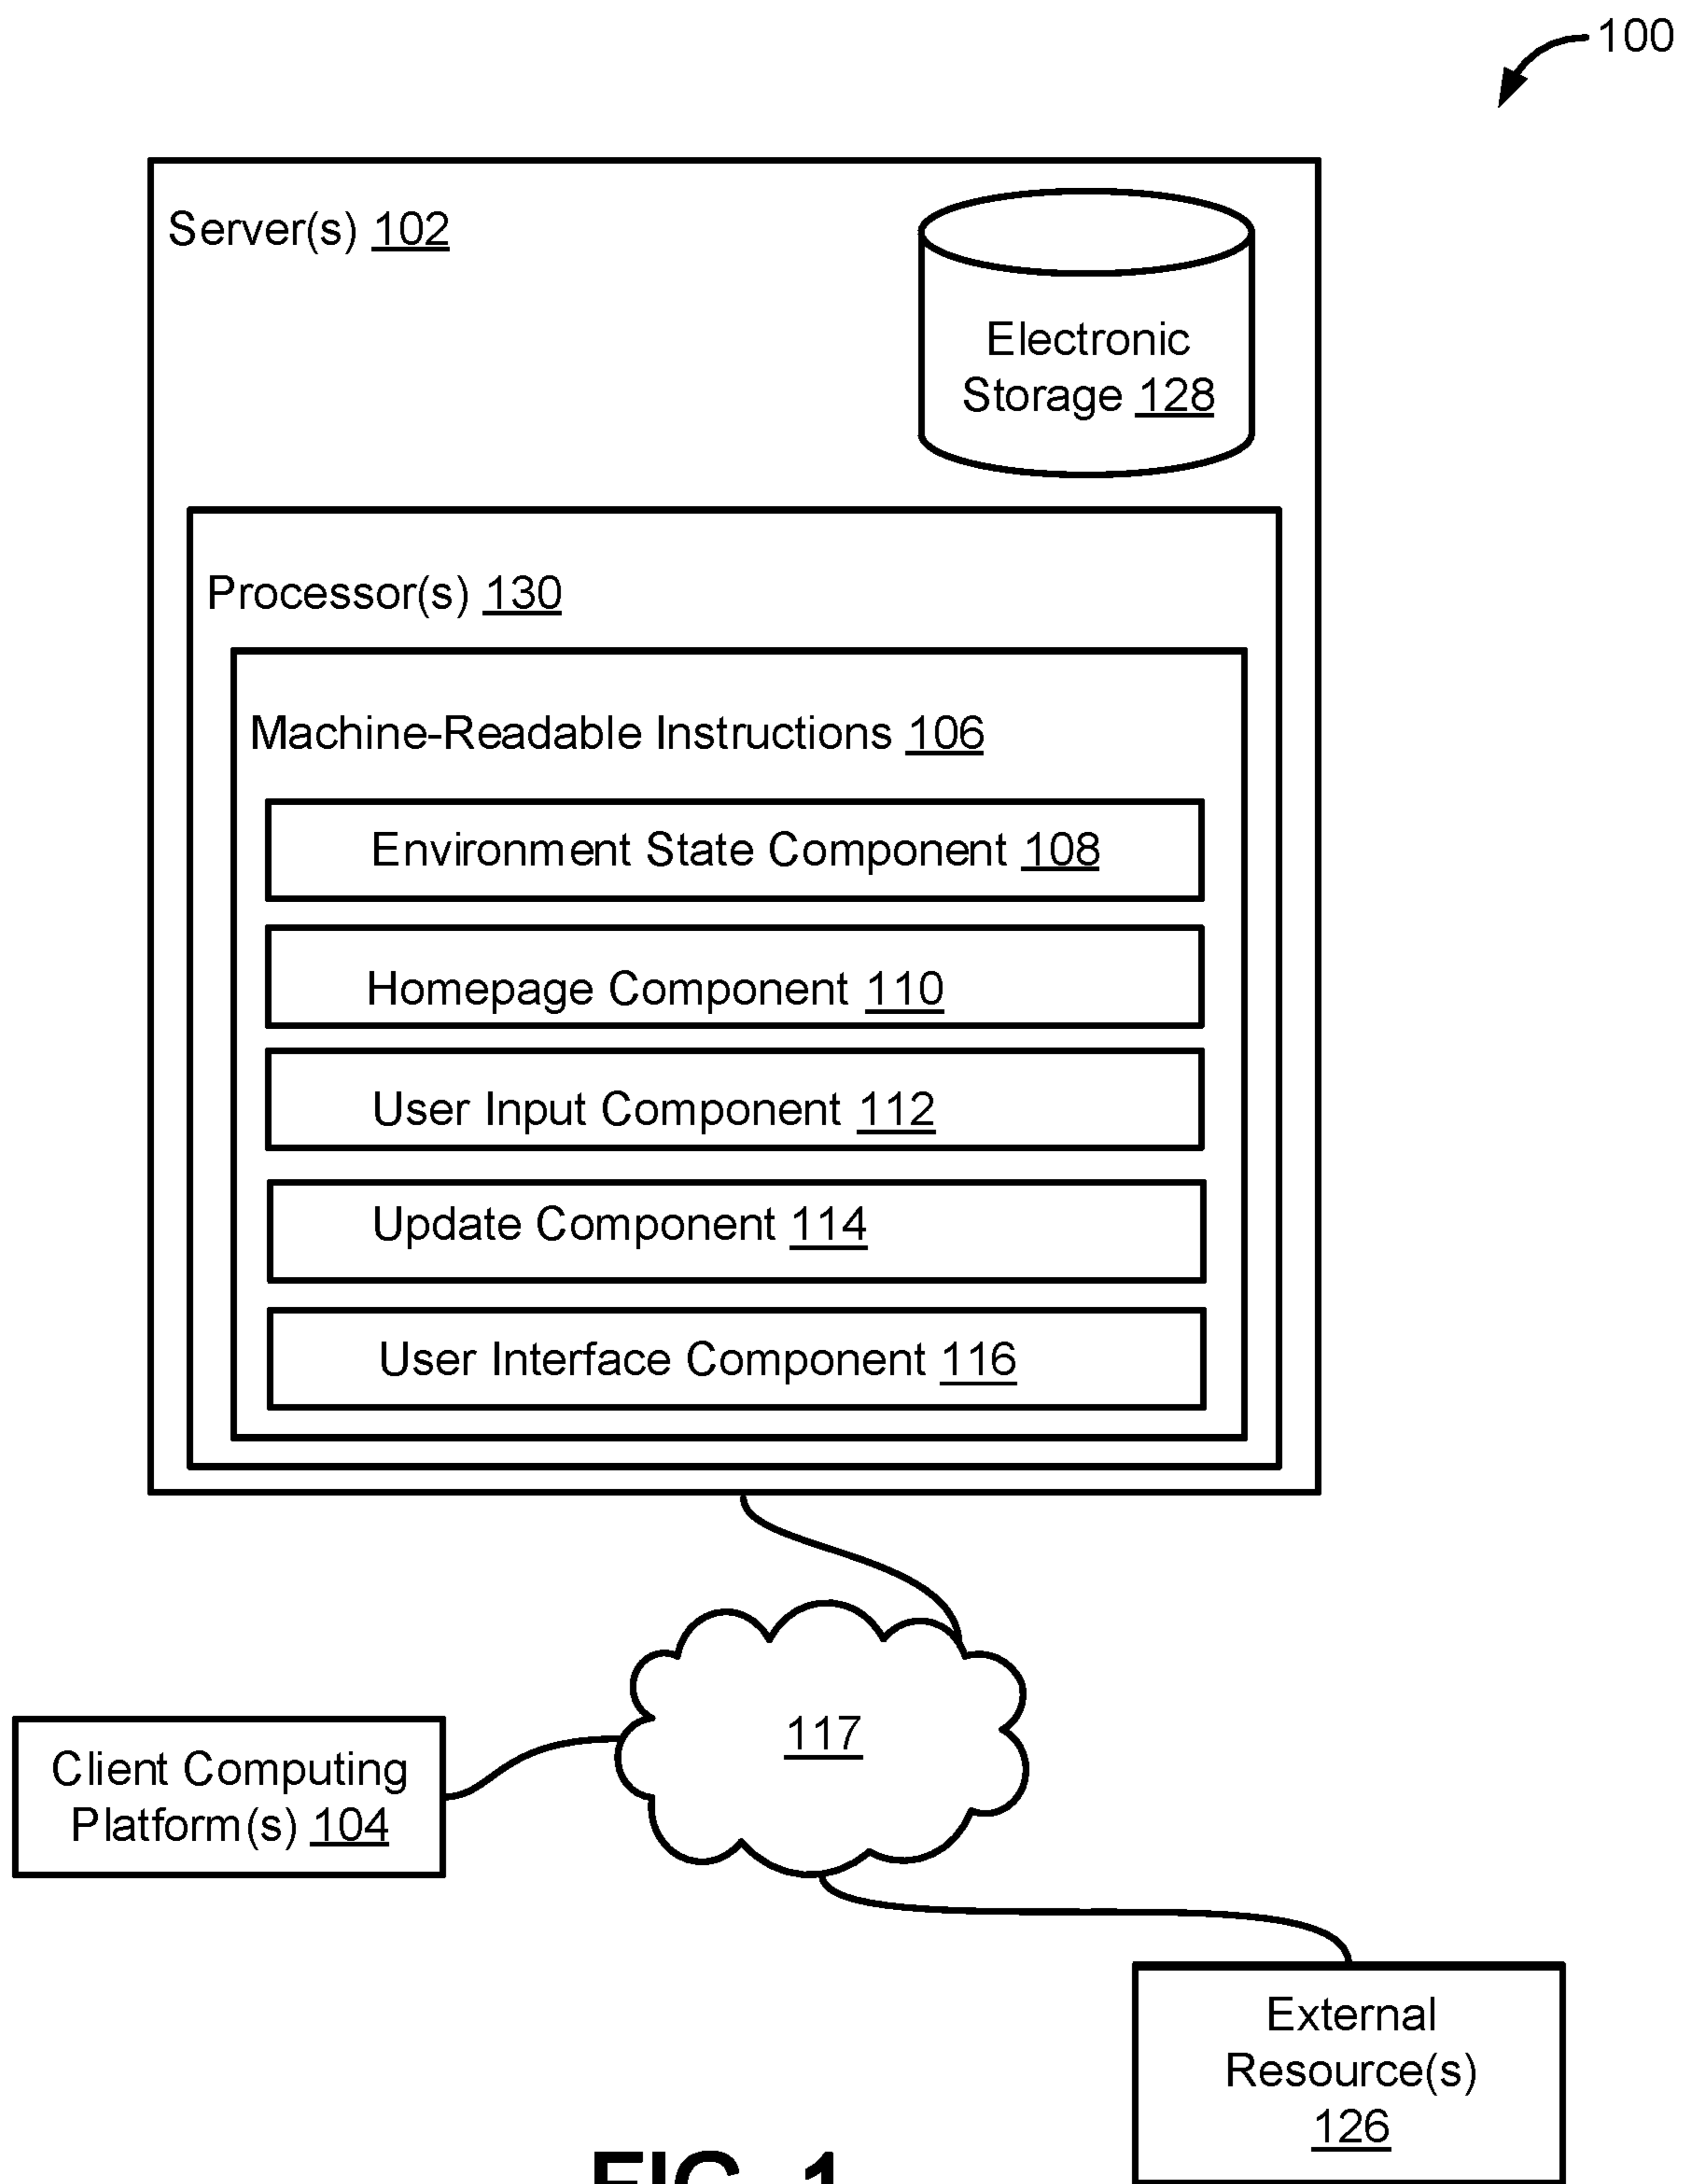 100
Server(s) 102
Electronic
Storage 128
Processor(s) 130
Machine-Readable Instructions 106
Environment State Component 108
Homepage Component 110
User Input Component 112
Update Component 114
User Interface Component 116
117
Client Computing
Platform(s) 104
External
Resource(s)
126
FIG. 1